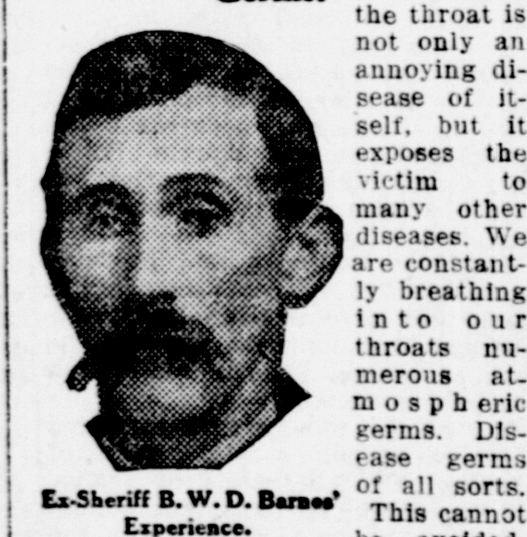 the throat is
not only an
annoying di-
sease of it-
self, but it
exposes the
victim to
many other
diseases. We
are constant-
ly breathing
into our
throats nu-
merous at-
mospheric
germs. Dis-
ease germs
of all sorts.
This cannot
Ex-Sheriff B. W. D. Barnes'
Experience.